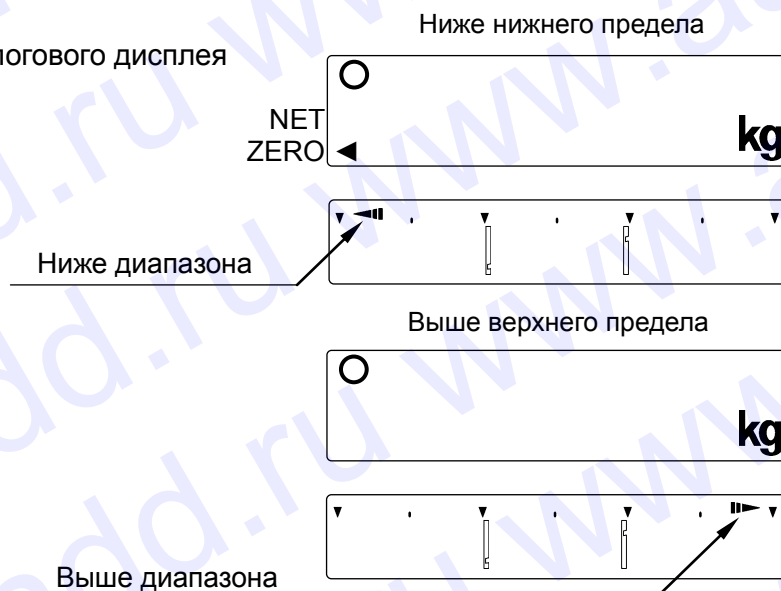 Ниже нижнего предела
логового дисплея
NET
ZERO
kg
Ниже диапазона
Выше верхнего предела
kg
Выше диапазона